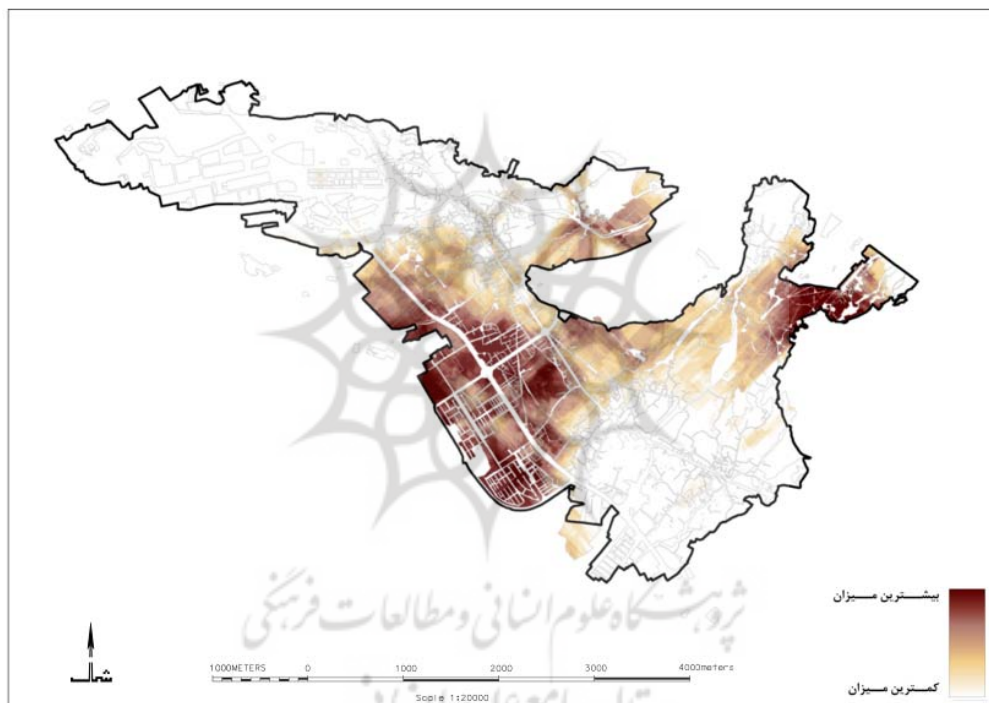 پژوهشگاه علوم انسانی و مطالعات فرهنگی
بیشترین میزان
کمترین میزان
شمال
1000METERS 0 1000 2000 3000 4000meters
Scale 1:20000